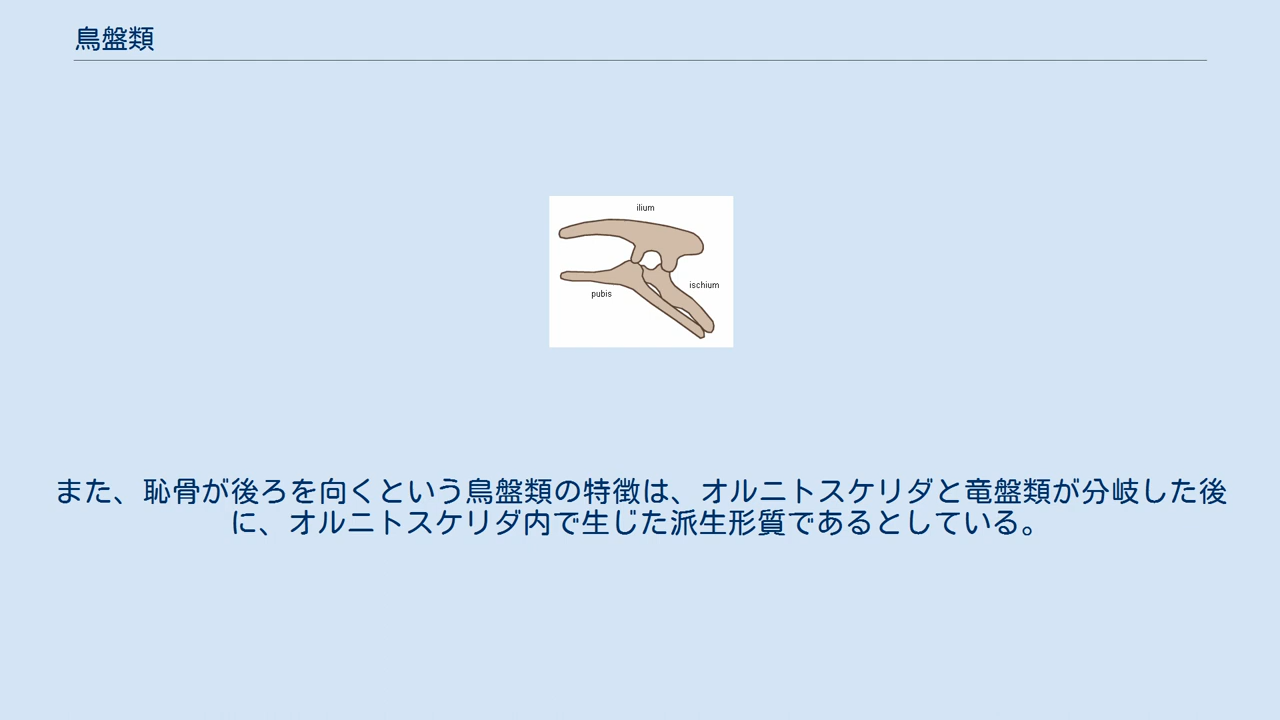 鳥盤類
ilium
ischium
pubis
また、恥骨が後ろを向くという鳥盤類の特徴は、オルニトスケリダと竜盤類が分岐した後
に、オルニトスケリダ内で生じた派生形質であるとしている。